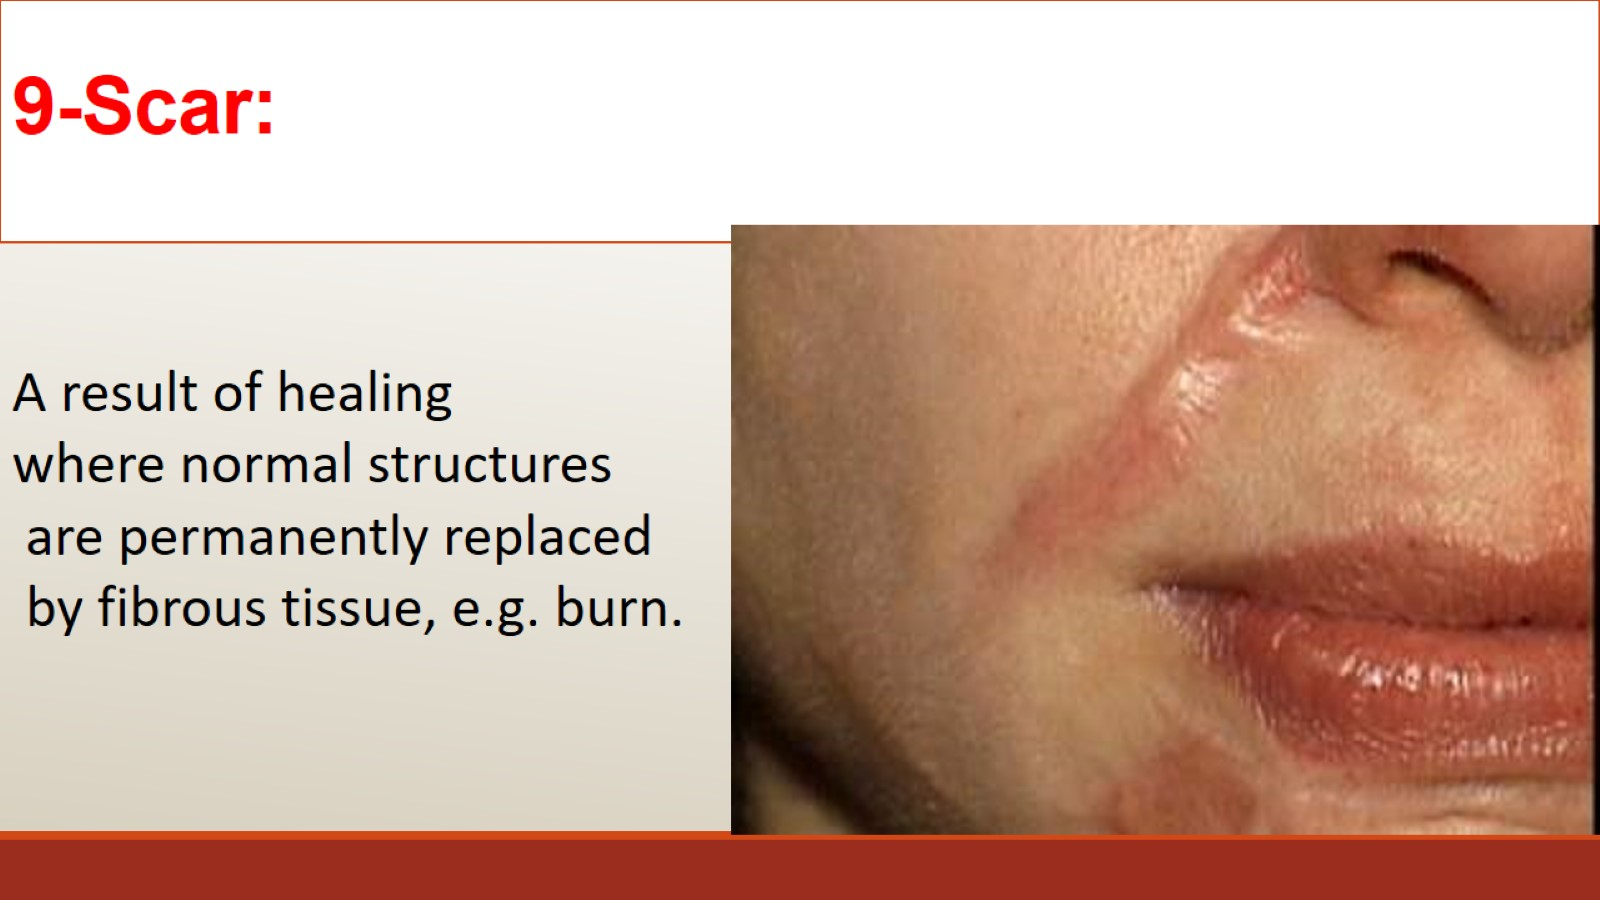 9-Scar:
A result of healing
where normal structures
are permanently replaced
by fibrous tissue, e.g. burn.